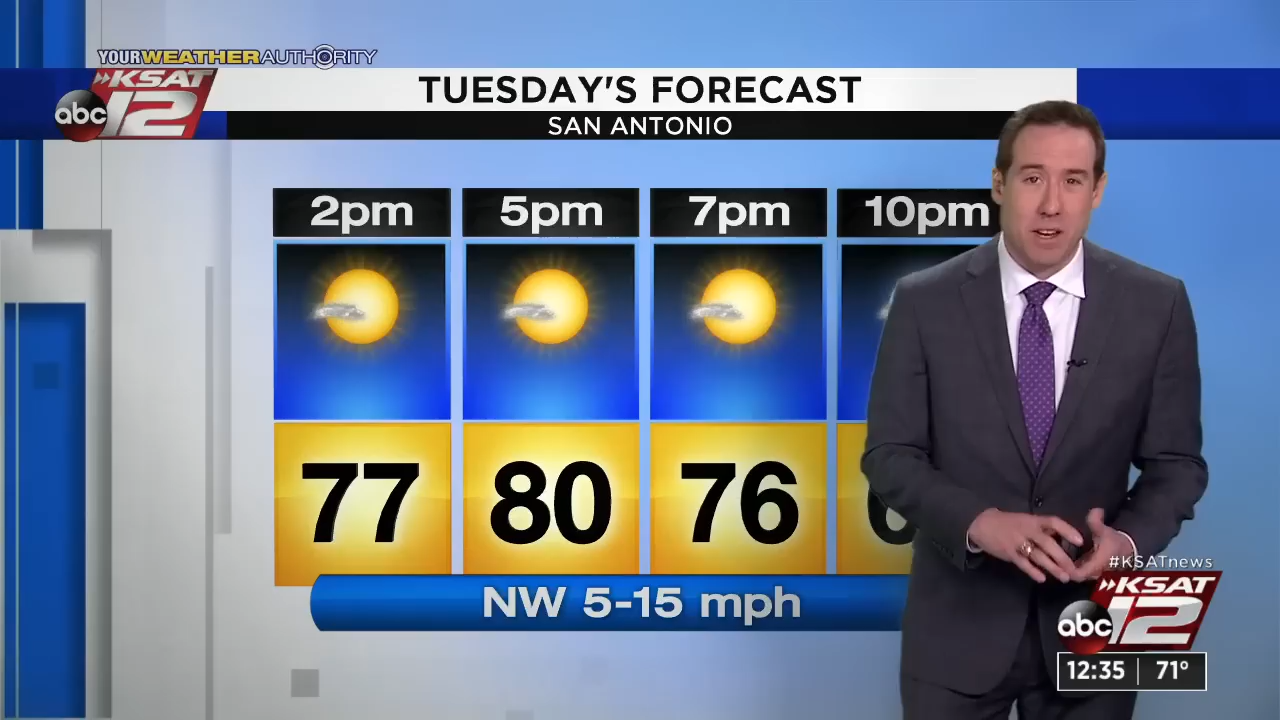 YOURWEATHERAUTHORITY
KSAT
abc 12
TUESDAY'S FORECAST
SAN ANTONIO
2pm 5pm 7pm 10pm
77 80 76
NW 5-15 mph
#KSATnews
KSAT
abc 12
12:35 71°